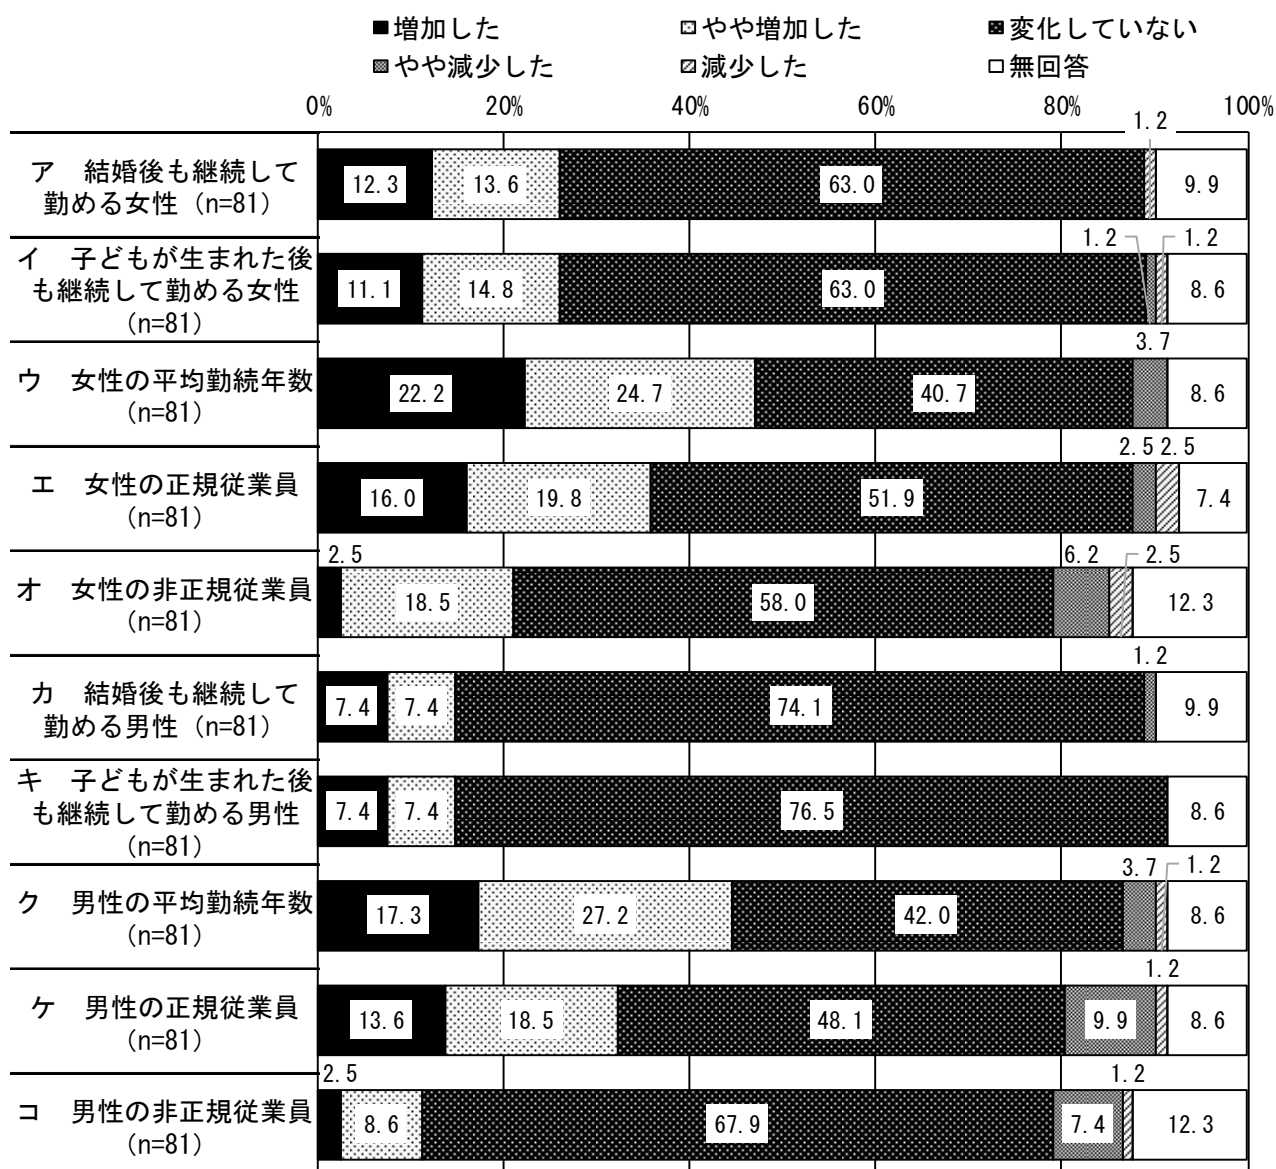 ■増加した　□やや増加した　■変化していない
■やや減少した　□減少した　□無回答
0%　20%　40%　60%　80%　100%
1.2
ア　結婚後も継続して
勤める女性（n=81）
12.3　13.6　63.0　9.9
1.2　1.2
イ　子どもが生まれた後
も継続して勤める女性
（n=81）
11.1　14.8　63.0　8.6
3.7
ウ　女性の平均勤続年数
（n=81）
22.2　24.7　40.7　8.6
2.5　2.5
エ　女性の正規従業員
（n=81）
16.0　19.8　51.9　7.4
2.5　6.2　2.5
オ　女性の非正規従業員
（n=81）
18.5　58.0　12.3
1.2
カ　結婚後も継続して
勤める男性（n=81）
7.4　7.4　74.1　9.9
キ　子どもが生まれた後
も継続して勤める男性
（n=81）
7.4　7.4　76.5　8.6
3.7　1.2
ク　男性の平均勤続年数
（n=81）
17.3　27.2　42.0　8.6
1.2
ケ　男性の正規従業員
（n=81）
13.6　18.5　48.1　9.9　8.6
2.5　1.2
コ　男性の非正規従業員
（n=81）
8.6　67.9　7.4　12.3